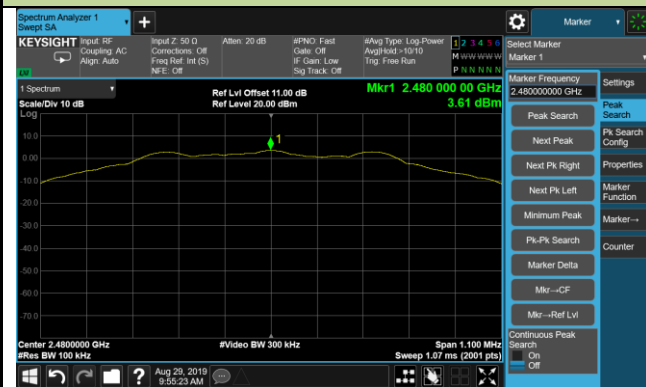 Spectrum Analyzer 1
Swept SA
Marker
KEYSIGHT
Input: RF
Coupling: AC
Align: Auto
Input Z: 50 Ω
Corrections: Off
Freq Ref: Int (S)
NFE: Off
Atten: 20 dB
#PNO: Fast
Gate: Off
IF Gain: Low
Sig Track: Off
#Avg Type: Log-Power
Avg|Hold:>10/10
Trig: Free Run
1 2 3 4 5 6
M W W W W W
P N N N N N
LXI
Select Marker
Marker 1
1 Spectrum
Scale/Div 10 dB
Log
Ref Lvl Offset 11.00 dB
Ref Level 20.00 dBm
Mkr1 2.480 000 00 GHz
3.61 dBm
1
10.0
0.00
-10.0
-20.0
-30.0
-40.0
-50.0
-60.0
-70.0
Center 2.4800000 GHz
#Res BW 100 kHz
#Video BW 300 kHz
Span 1.100 MHz
Sweep 1.07 ms (2001 pts)
Marker Frequency
2.480000000 GHz
Peak Search
Next Peak
Next Pk Right
Next Pk Left
Minimum Peak
Pk-Pk Search
Marker Delta
Mkr→CF
Mkr→Ref Lvl
Continuous Peak
Search
On
Off
Settings
Peak
Search
Pk Search
Config
Properties
Marker
Function
Marker→
Counter
Aug 29, 2019
9:55:23 AM